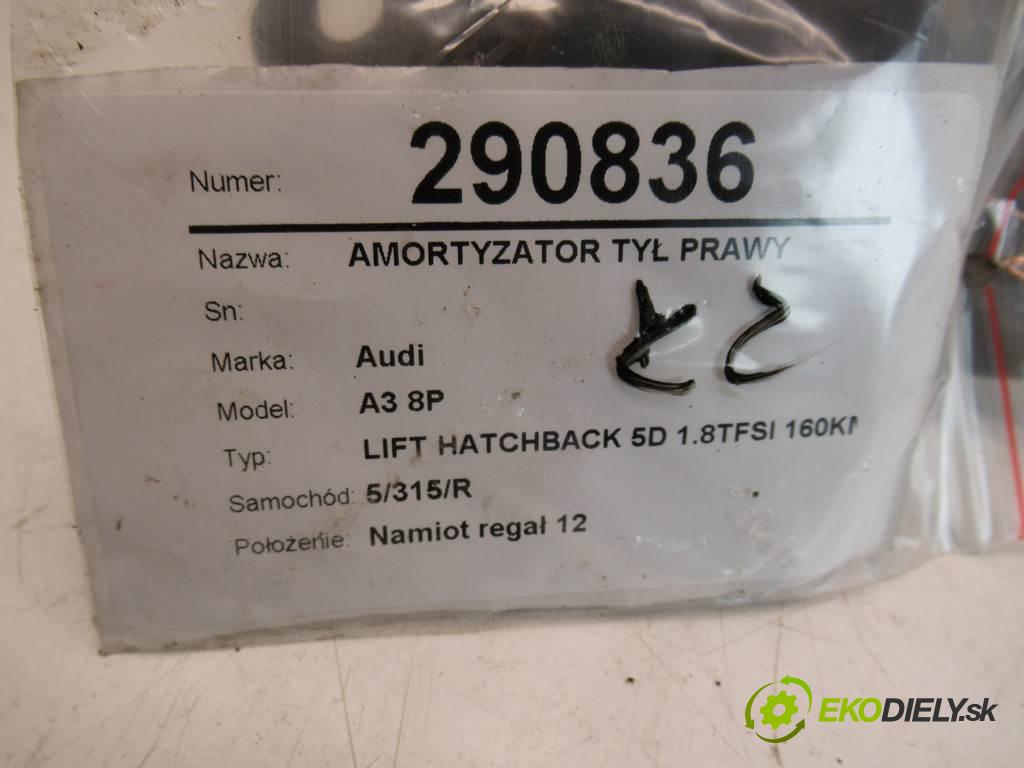 Numer: 290836
Nazwa: AMORTYZATOR TYŁ PRAWY
Sn:
Marka: Audi
Model: A3 8P
Typ: LIFT HATCHBACK 5D 1.8TFSI 160KM
Samochód: 5/315/R
Położenie: Namiot regał 12
EKODIELY.sk